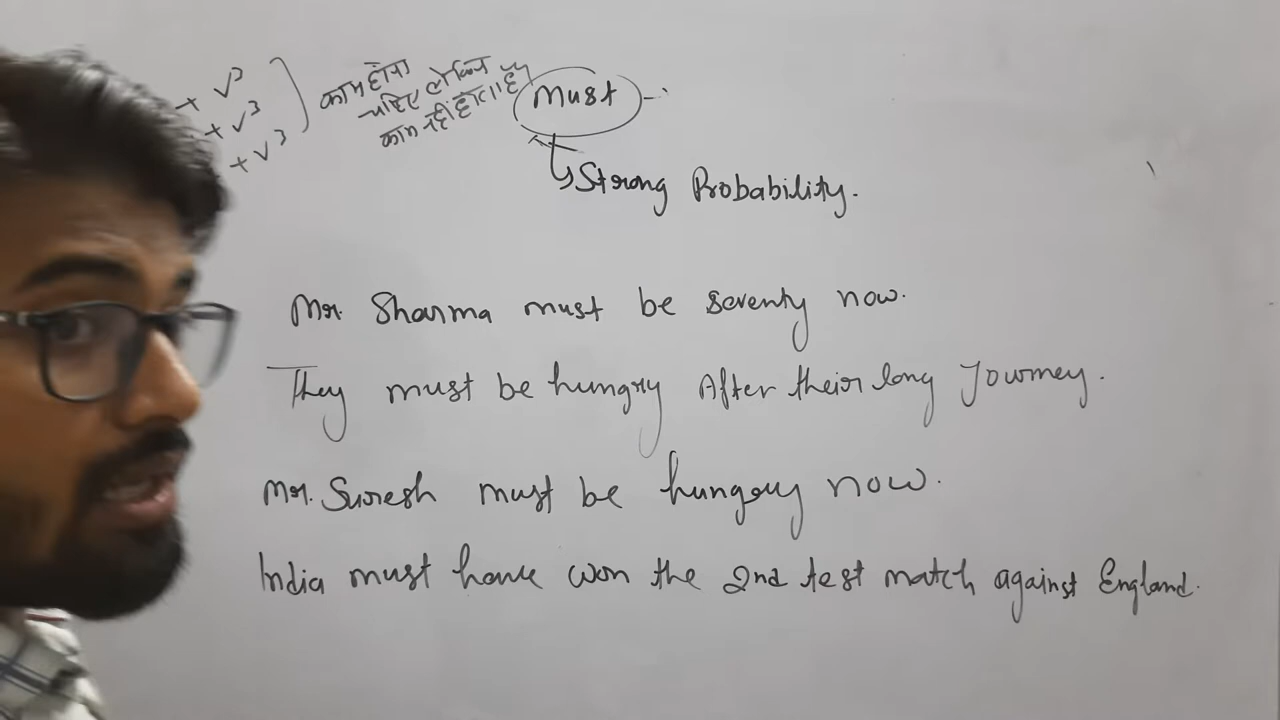 + V³
+ V³
+ V³
काम होना
चाहिए लेकिन
काम नहीं होता है
Must -
Strong Probability.
Mr. Sharma must be seventy now.
They must be hungry After their long Journey.
Mr. Suresh must be hungry now.
India must have won the 2nd test match against England.